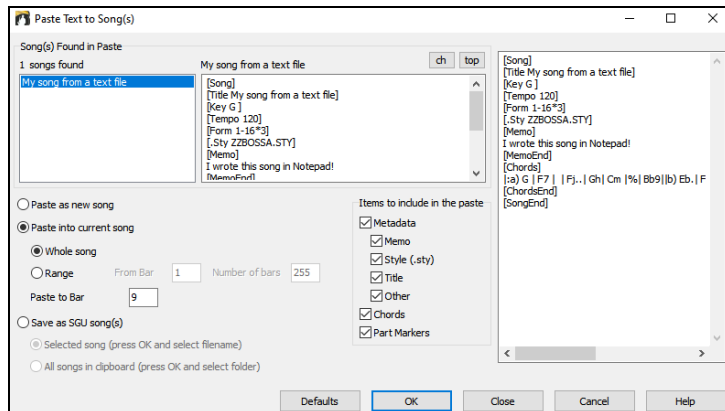 Paste Text to Song(s)
Song(s) Found in Paste
1 songs found
My song from a text file
ch
top
My song from a text file
[Song]
[Title My song from a text file]
[Key G ]
[Tempo 120]
[Form 1-16*3]
[.Sty ZZBOSSA.STY]
[Memo]
I wrote this song in Notepad!
[MemoEnd]
Paste as new song
Paste into current song
Whole song
Range
From Bar
1
Number of bars
255
Paste to Bar
9
Save as SGU song(s)
Selected song (press OK and select filename)
All songs in clipboard (press OK and select folder)
Items to include in the paste
Metadata
Memo
Style (.sty)
Title
Other
Chords
Part Markers
[Song]
[Title My song from a text file]
[Key G ]
[Tempo 120]
[Form 1-16*3]
[.Sty ZZBOSSA.STY]
[Memo]
I wrote this song in Notepad!
[MemoEnd]
[Chords]
|:a) G | F7 | | Fj..| Gh| Cm |%| Bb9||b) Eb.| F
[ChordsEnd]
[SongEnd]
Defaults
OK
Close
Cancel
Help